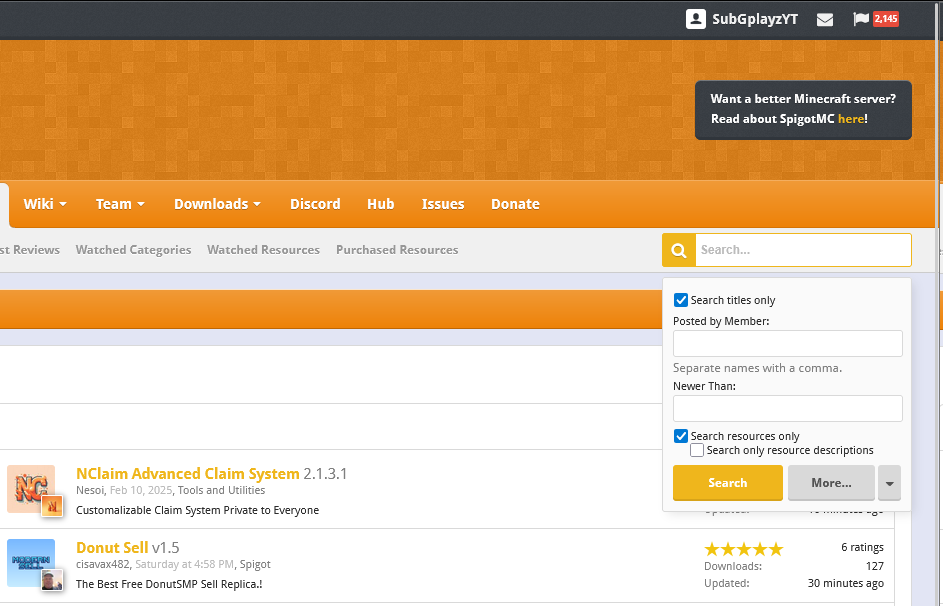 SubGplayzYT
2,145
Want a better Minecraft server?
Read about SpigotMC here!
Wiki
Team
Downloads
Discord
Hub
Issues
Donate
st Reviews
Watched Categories
Watched Resources
Purchased Resources
Search...
Search titles only
Posted by Member:
Separate names with a comma.
Newer Than:
Search resources only
Search only resource descriptions
Search
More...
NC
NClaim Advanced Claim System 2.1.3.1
Nesoi, Feb 10, 2025, Tools and Utilities
Customalizable Claim System Private to Everyone
Donut Sell v1.5
cisavax482, Saturday at 4:58 PM, Spigot
The Best Free DonutSMP Sell Replica.!
6 ratings
Downloads:
127
Updated:
30 minutes ago